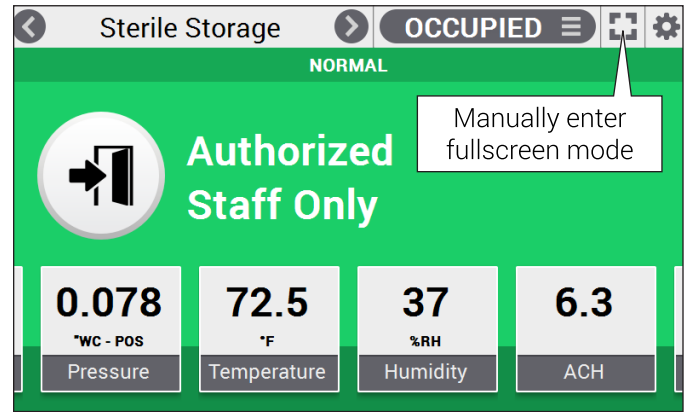 Sterile Storage
OCCUPIED
NORMAL
Manually enter
fullscreen mode
Authorized
Staff Only
0.078
"WC - POS
Pressure
72.5
°F
Temperature
37
%RH
Humidity
6.3
ACH